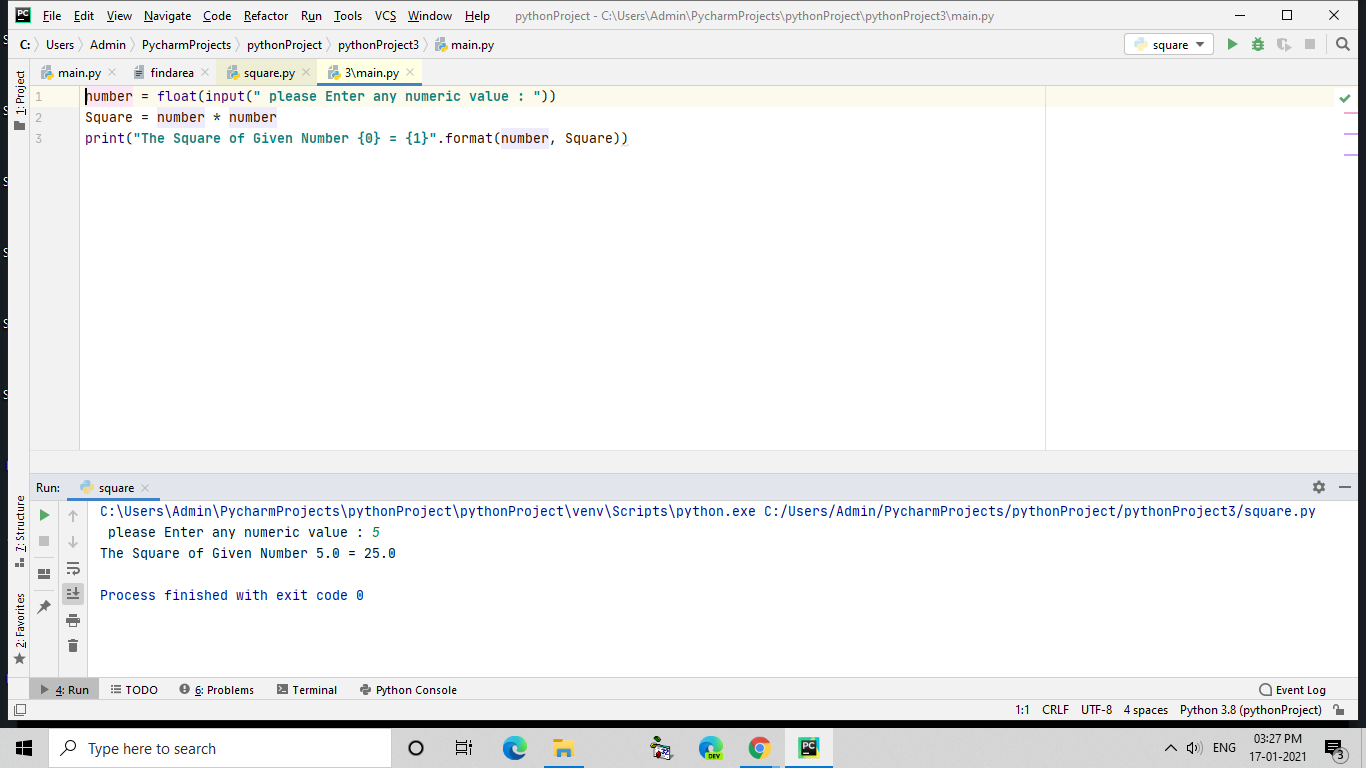 File Edit View Navigate Code Refactor Run Tools VCS Window Help pythonProject - C:\Users\Admin\PycharmProjects\pythonProject\pythonProject3\main.py
C: Users Admin PycharmProjects pythonProject pythonProject3 main.py square
main.py findarea square.py 3\main.py
1: Project
1 number = float(input(" please Enter any numeric value : "))
2 Square = number * number
3 print("The Square of Given Number {0} = {1}".format(number, Square))
Run: square
7: Structure
2: Favorites
C:\Users\Admin\PycharmProjects\pythonProject\pythonProject\venv\Scripts\python.exe C:/Users/Admin/PycharmProjects/pythonProject/pythonProject3/square.py
please Enter any numeric value : 5
The Square of Given Number 5.0 = 25.0
Process finished with exit code 0
4: Run TODO 6: Problems Terminal Python Console Event Log
1:1 CRLF UTF-8 4 spaces Python 3.8 (pythonProject)
Type here to search
DEV
PC
ENG
03:27 PM
17-01-2021
3